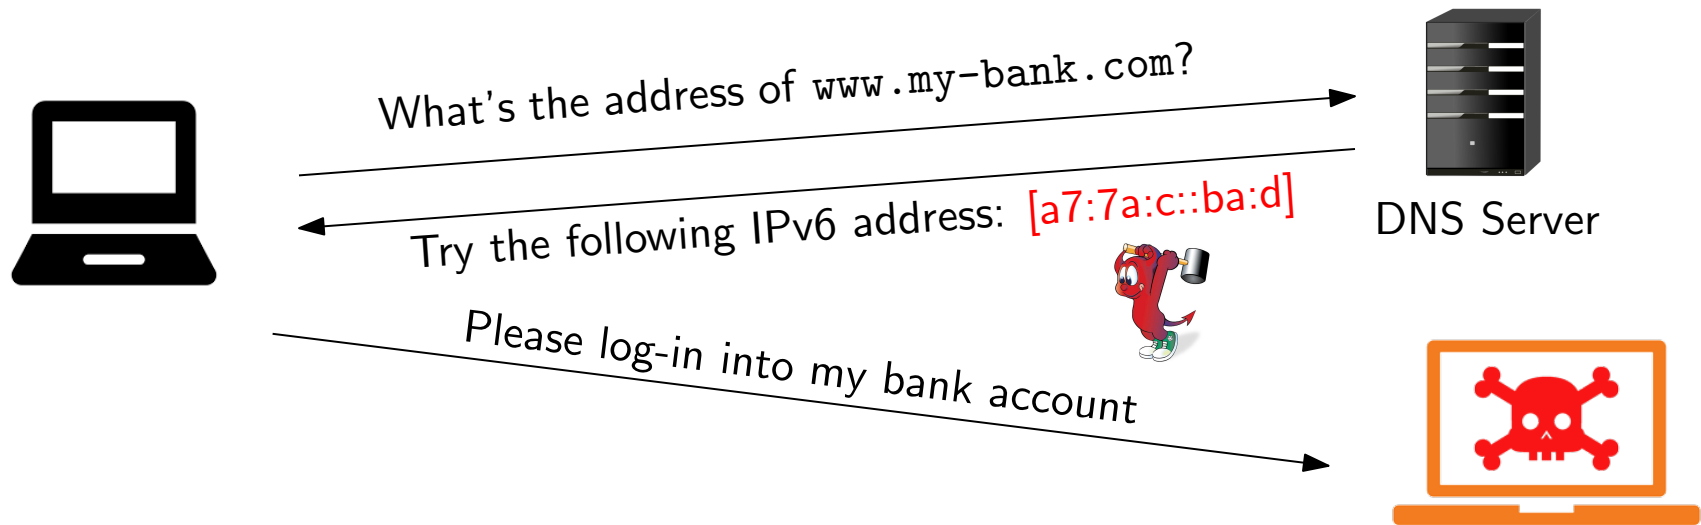 What's the address of www.my-bank.com?
Try the following IPv6 address: [a7:7a:c::ba:d]
DNS Server
Please log-in into my bank account